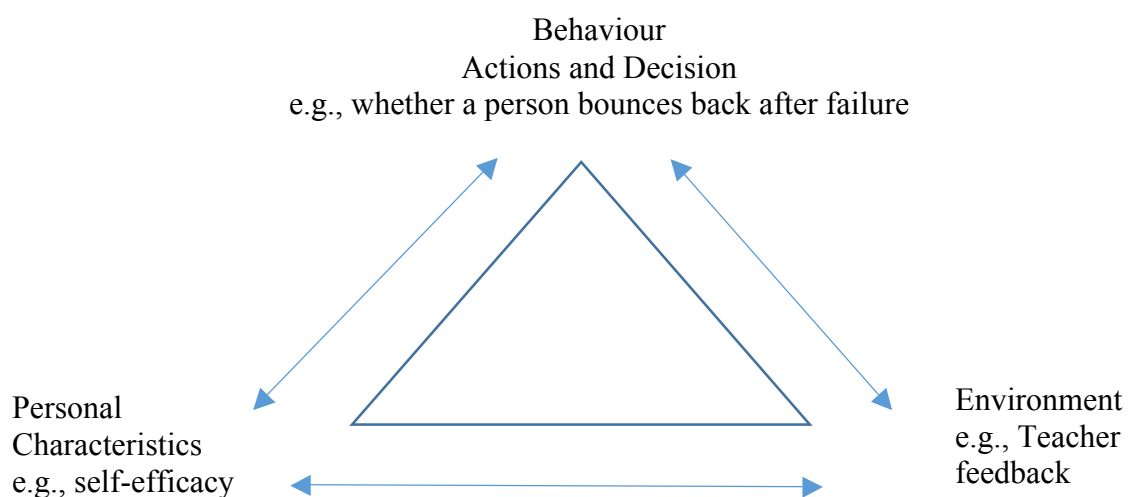 Behaviour
Actions and Decision
e.g., whether a person bounces back after failure
Personal
Characteristics
e.g., self-efficacy
Environment
e.g., Teacher
feedback